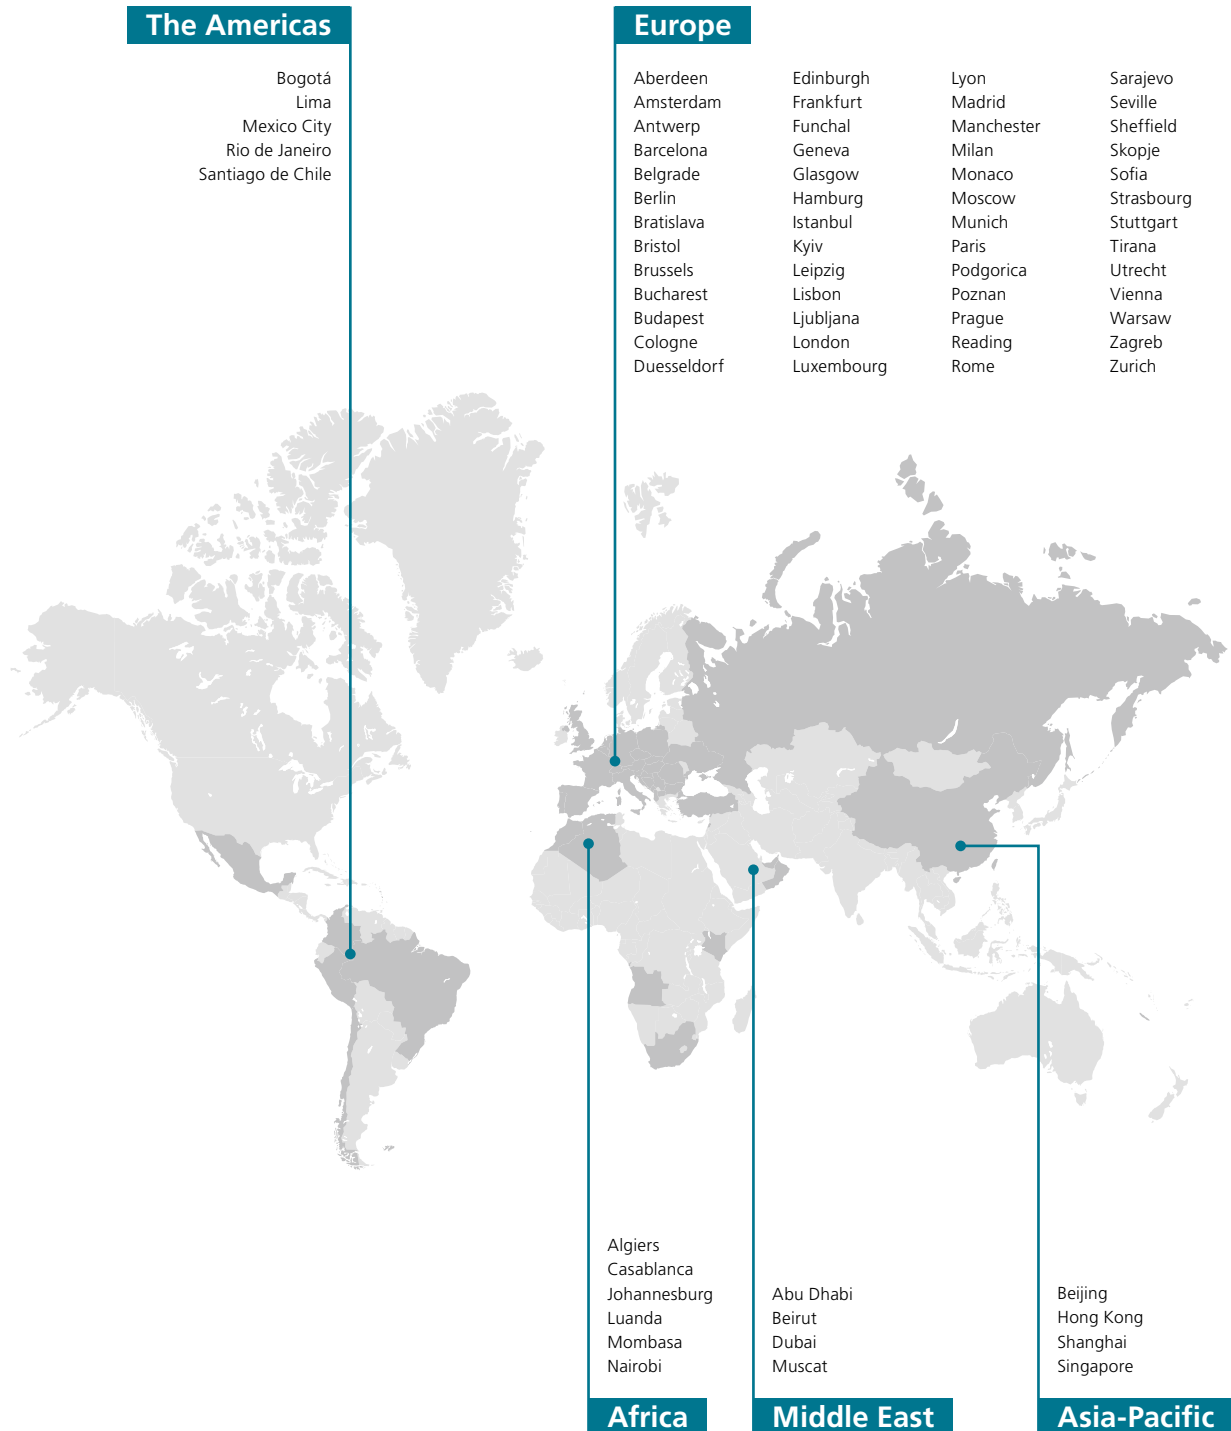 The Americas
Bogotá
Lima
Mexico City
Rio de Janeiro
Santiago de Chile
Europe
Aberdeen
Amsterdam
Antwerp
Barcelona
Belgrade
Berlin
Bratislava
Bristol
Brussels
Bucharest
Budapest
Cologne
Duesseldorf
Edinburgh
Frankfurt
Funchal
Geneva
Glasgow
Hamburg
Istanbul
Kyiv
Leipzig
Lisbon
Ljubljana
London
Luxembourg
Lyon
Madrid
Manchester
Milan
Monaco
Moscow
Munich
Paris
Podgorica
Poznan
Prague
Reading
Rome
Sarajevo
Seville
Sheffield
Skopje
Sofia
Strasbourg
Stuttgart
Tirana
Utrecht
Vienna
Warsaw
Zagreb
Zurich
Algiers
Casablanca
Johannesburg
Luanda
Mombasa
Nairobi
Africa
Abu Dhabi
Beirut
Dubai
Muscat
Middle East
Beijing
Hong Kong
Shanghai
Singapore
Asia-Pacific